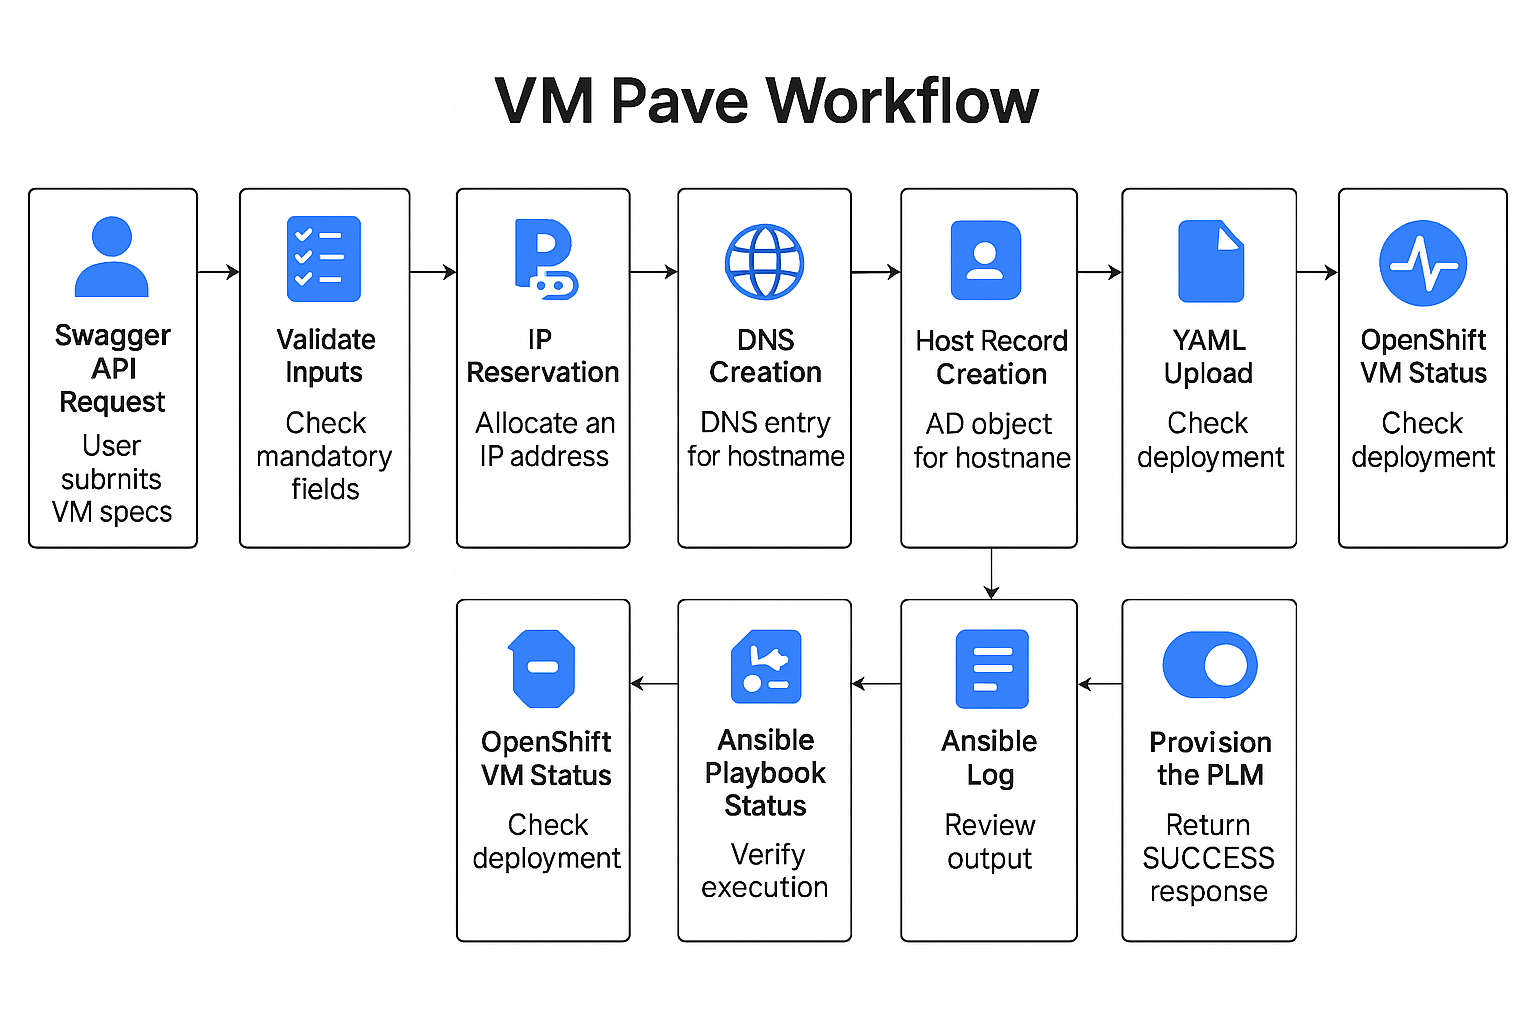 VM Pave Workflow
Swagger
API
Request
User
subrnits
VM specs
Validate
Inputs
Check
mandatory
fields
IP
Reservation
Allocate an
IP address
DNS
Creation
DNS entry
for hostname
Host Record
Creation
AD object
for hostnane
YAML
Upload
Check
deployment
OpenShift
VM Status
Check
deployment
OpenShift
VM Status
Check
deployment
Ansible
Playbook
Status
Verify
execution
Ansible
Log
Review
output
Provision
the PLM
Return
SUCCESS
response